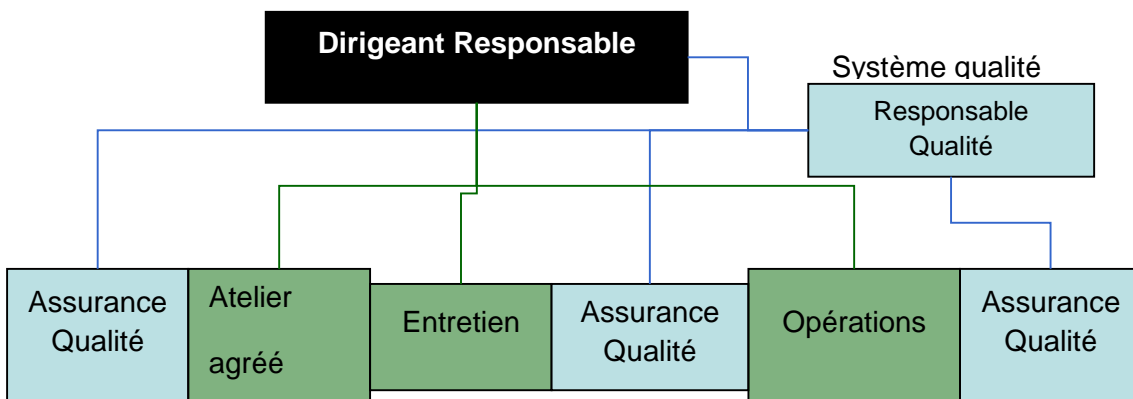 Dirigeant Responsable
Système qualité
Responsable
Qualité
Assurance
Qualité
Atelier
agréé
Entretien
Assurance
Qualité
Opérations
Assurance
Qualité